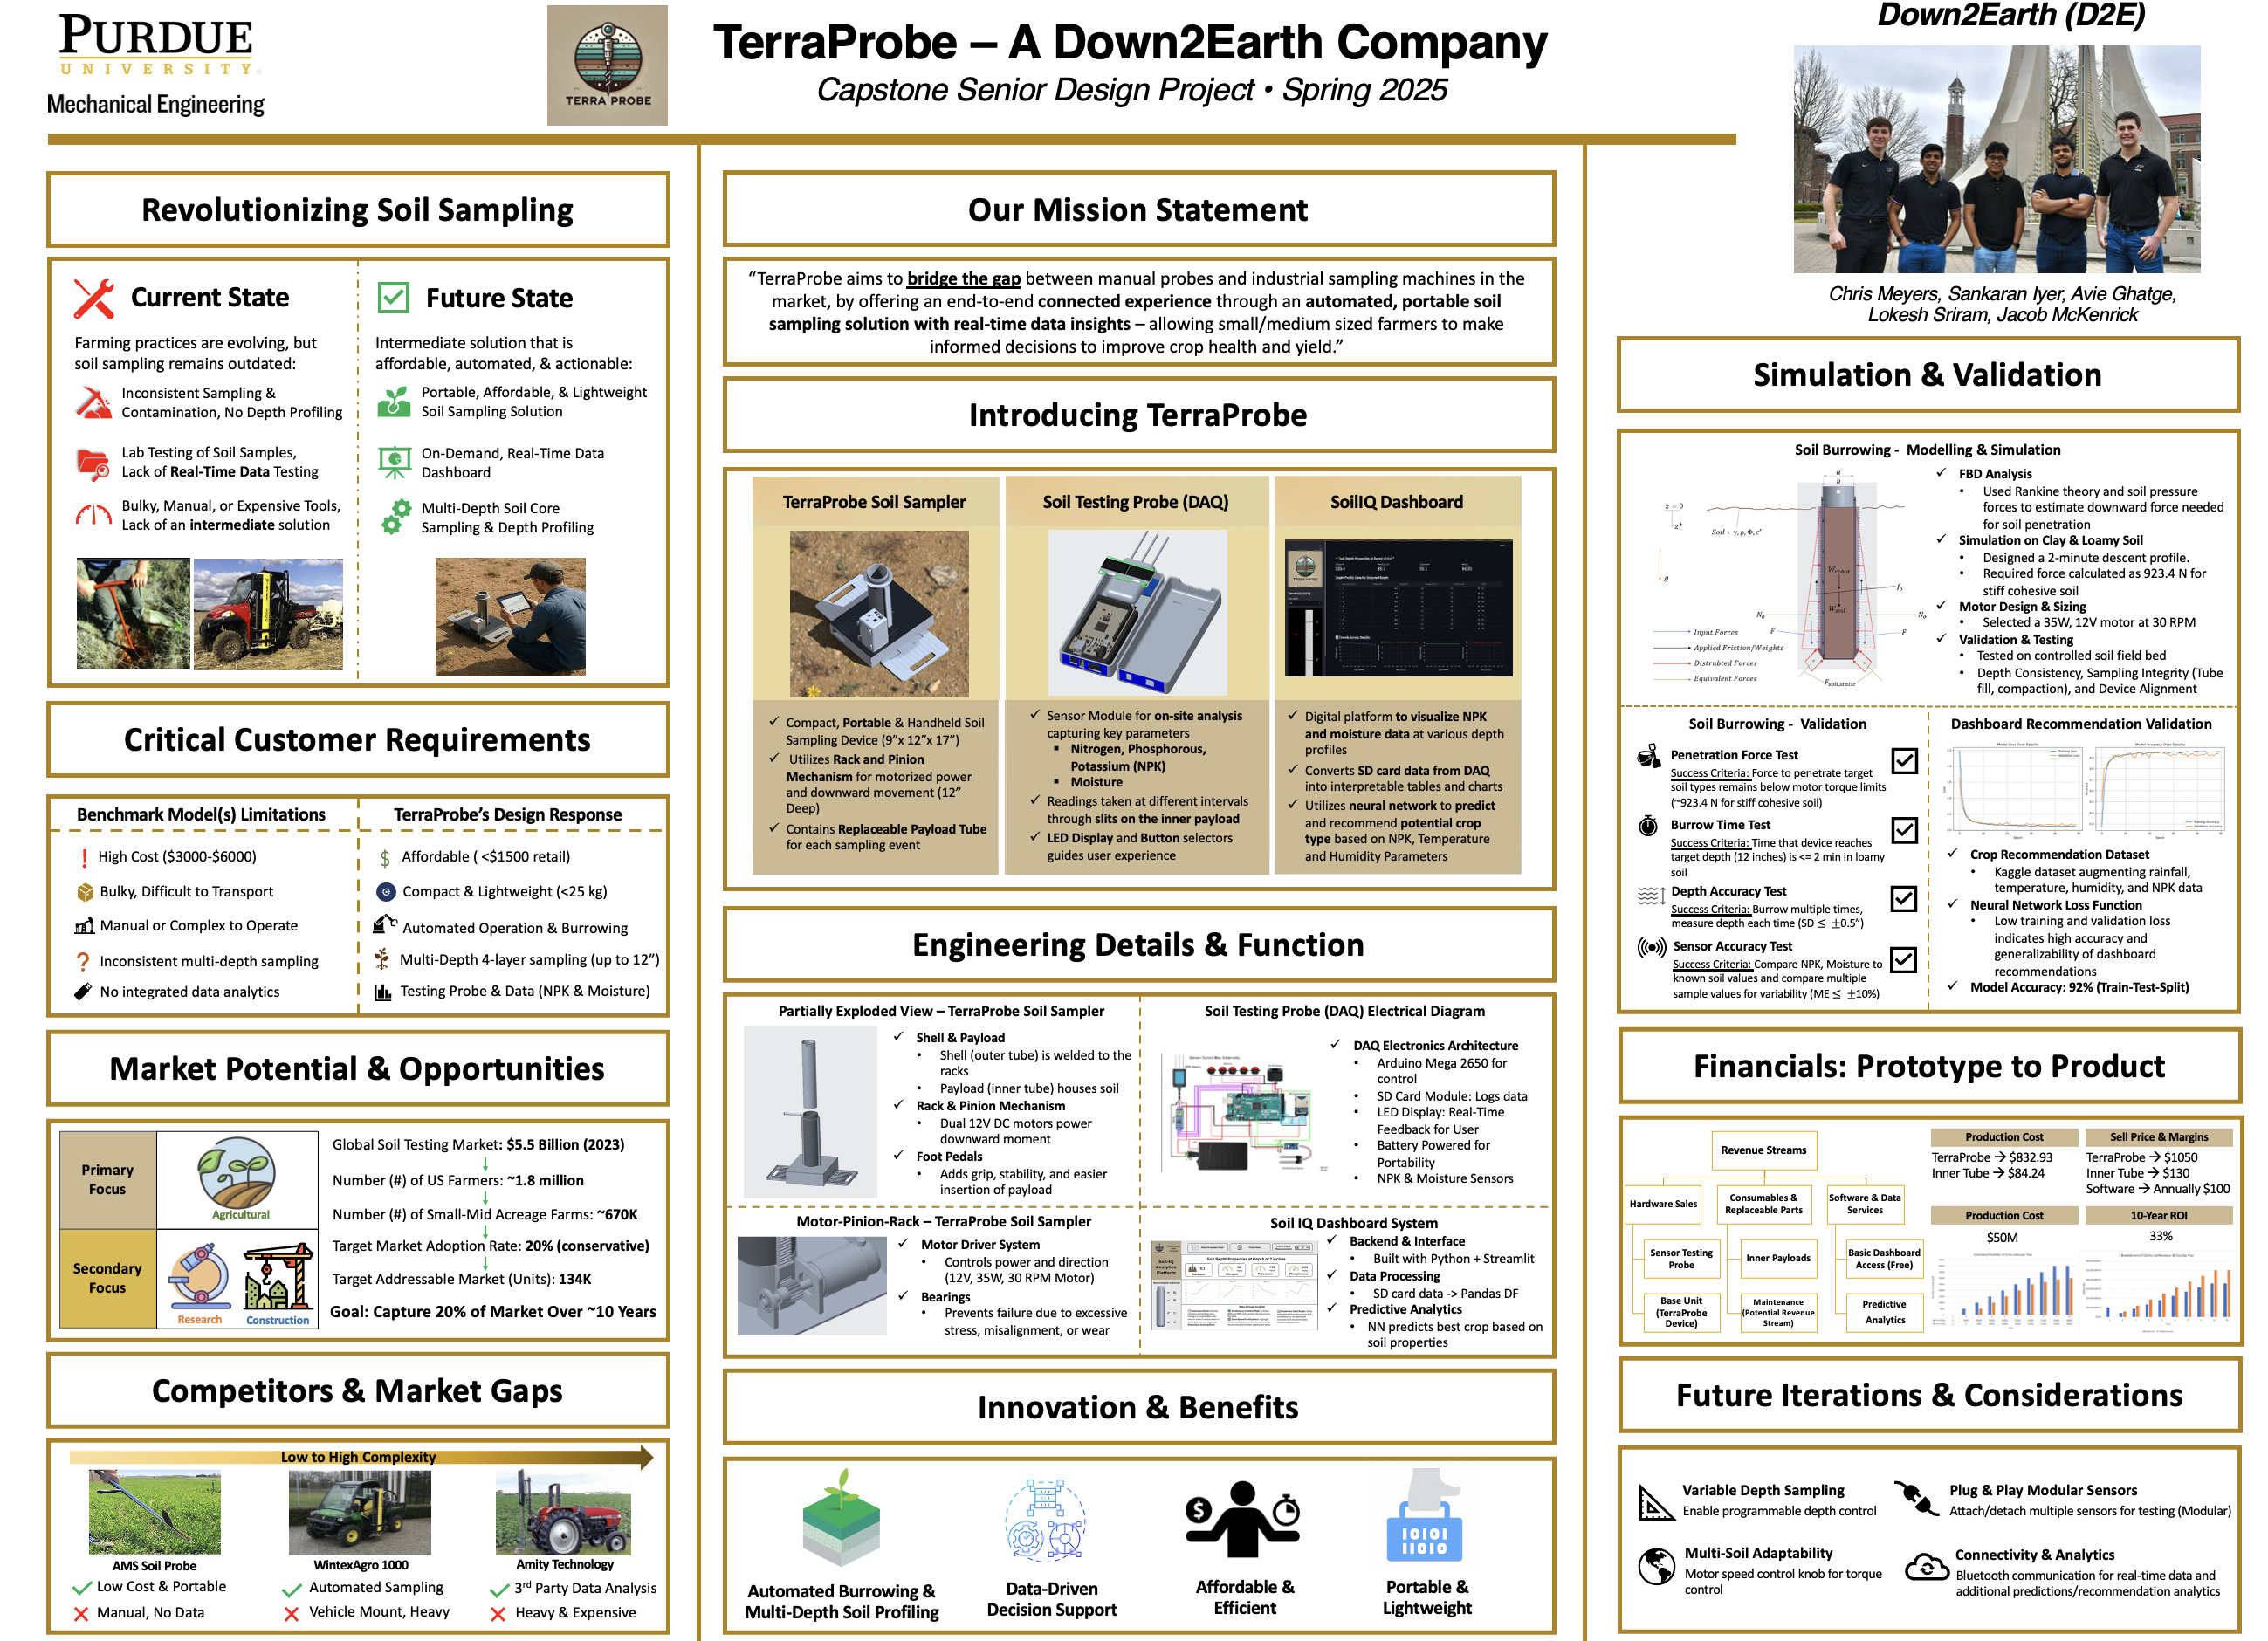 PURDUE
UNIVERSITY
Mechanical Engineering
TERRA PROBE
TerraProbe – A Down2Earth Company
Capstone Senior Design Project • Spring 2025
Down2Earth (D2E)
Chris Meyers, Sankaran Iyer, Avie Ghatge,
Lokesh Sriram, Jacob McKenrick
Revolutionizing Soil Sampling
Current State
Farming practices are evolving, but
soil sampling remains outdated:
Inconsistent Sampling &
Contamination, No Depth Profiling
Lab Testing of Soil Samples,
Lack of Real-Time Data Testing
Bulky, Manual, or Expensive Tools,
Lack of an intermediate solution
Future State
Intermediate solution that is
affordable, automated, & actionable:
Portable, Affordable, & Lightweight
Soil Sampling Solution
On-Demand, Real-Time Data
Dashboard
Multi-Depth Soil Core
Sampling & Depth Profiling
Critical Customer Requirements
Benchmark Model(s) Limitations
High Cost ($3000-$6000)
Bulky, Difficult to Transport
Manual or Complex to Operate
Inconsistent multi-depth sampling
No integrated data analytics
TerraProbe's Design Response
Affordable ( <$1500 retail)
Compact & Lightweight (<25 kg)
Automated Operation & Burrowing
Multi-Depth 4-layer sampling (up to 12”)
Testing Probe & Data (NPK & Moisture)
Market Potential & Opportunities
Primary
Focus
Agricultural
Secondary
Focus
Research
Construction
Global Soil Testing Market: $5.5 Billion (2023)
Number (#) of US Farmers: ~1.8 million
Number (#) of Small-Mid Acreage Farms: ~670K
Target Market Adoption Rate: 20% (conservative)
Target Addressable Market (Units): 134K
Goal: Capture 20% of Market Over ~10 Years
Competitors & Market Gaps
Low to High Complexity
AMS Soil Probe
Low Cost & Portable
Manual, No Data
WintexAgro 1000
Automated Sampling
Vehicle Mount, Heavy
Amity Technology
3rd Party Data Analysis
Heavy & Expensive
Our Mission Statement
“TerraProbe aims to bridge the gap between manual probes and industrial sampling machines in the
market, by offering an end-to-end connected experience through an automated, portable soil
sampling solution with real-time data insights – allowing small/medium sized farmers to make
informed decisions to improve crop health and yield.”
Introducing TerraProbe
TerraProbe Soil Sampler
✓ Compact, Portable & Handheld Soil
Sampling Device (9”x 12”x 17”)
✓ Utilizes Rack and Pinion
Mechanism for motorized power
and downward movement (12”
Deep)
✓ Contains Replaceable Payload Tube
for each sampling event
Soil Testing Probe (DAQ)
✓ Sensor Module for on-site analysis
capturing key parameters
▪ Nitrogen, Phosphorous,
Potassium (NPK)
▪ Moisture
✓ Readings taken at different intervals
through slits on the inner payload
✓ LED Display and Button selectors
guides user experience
SoilIQ Dashboard
TERRA PROBE
✓ Digital platform to visualize NPK
and moisture data at various depth
profiles
✓ Converts SD card data from DAQ
into interpretable tables and charts
✓ Utilizes neural network to predict
and recommend potential crop
type based on NPK, Temperature
and Humidity Parameters
Engineering Details & Function
Partially Exploded View – TerraProbe Soil Sampler
✓ Shell & Payload
• Shell (outer tube) is welded to the
racks
• Payload (inner tube) houses soil
✓ Rack & Pinion Mechanism
• Dual 12V DC motors power
downward moment
✓ Foot Pedals
• Adds grip, stability, and easier
insertion of payload
Soil Testing Probe (DAQ) Electrical Diagram
✓ DAQ Electronics Architecture
• Arduino Mega 2650 for
control
• SD Card Module: Logs data
• LED Display: Real-Time
Feedback for User
• Battery Powered for
Portability
• NPK & Moisture Sensors
Motor-Pinion-Rack – TerraProbe Soil Sampler
✓ Motor Driver System
• Controls power and direction
(12V, 35W, 30 RPM Motor)
✓ Bearings
• Prevents failure due to excessive
stress, misalignment, or wear
Soil IQ Dashboard System
✓ Backend & Interface
• Built with Python + Streamlit
✓ Data Processing
• SD card data -> Pandas DF
✓ Predictive Analytics
• NN predicts best crop based on
soil properties
Innovation & Benefits
Automated Burrowing &
Multi-Depth Soil Profiling
Data-Driven
Decision Support
Affordable &
Efficient
10101
11010
Portable &
Lightweight
Simulation & Validation
Soil Burrowing - Modelling & Simulation
z = 0
z+
g
Soil : γ, p, Φ, c'
a
b
Input Forces
Applied Friction/Weights
Distrubted Forces
Equivalent Forces
✓ FBD Analysis
• Used Rankine theory and soil pressure
forces to estimate downward force needed
for soil penetration
✓ Simulation on Clay & Loamy Soil
• Designed a 2-minute descent profile.
• Required force calculated as 923.4 N for
stiff cohesive soil
✓ Motor Design & Sizing
• Selected a 35W, 12V motor at 30 RPM
✓ Validation & Testing
• Tested on controlled soil field bed
• Depth Consistency, Sampling Integrity (Tube
fill, compaction), and Device Alignment
Soil Burrowing - Validation
Penetration Force Test
Success Criteria: Force to penetrate target
soil types remains below motor torque limits
(~923.4 N for stiff cohesive soil)
Burrow Time Test
Success Criteria: Time that device reaches
target depth (12 inches) is <= 2 min in loamy
soil
Depth Accuracy Test
Success Criteria: Burrow multiple times,
measure depth each time (SD ≤ ±0.5”)
Sensor Accuracy Test
Success Criteria: Compare NPK, Moisture to
known soil values and compare multiple
sample values for variability (ME ≤ ±10%)
Dashboard Recommendation Validation
Model Loss Over Epochs
Model Accuracy Over Epochs
✓ Crop Recommendation Dataset
• Kaggle dataset augmenting rainfall,
temperature, humidity, and NPK data
✓ Neural Network Loss Function
• Low training and validation loss
indicates high accuracy and
generalizability of dashboard
recommendations
✓ Model Accuracy: 92% (Train-Test-Split)
Financials: Prototype to Product
Revenue Streams
Hardware Sales
Consumables &
Replaceable Parts
Software & Data
Services
Sensor Testing
Probe
Inner Payloads
Basic Dashboard
Access (Free)
Base Unit
(TerraProbe
Device)
Maintenance
(Potential Revenue
Stream)
Predictive
Analytics
Production Cost
TerraProbe → $832.93
Inner Tube → $84.24
Sell Price & Margins
TerraProbe → $1050
Inner Tube → $130
Software → Annually $100
Production Cost
$50M
10-Year ROI
33%
Future Iterations & Considerations
Variable Depth Sampling
Enable programmable depth control
Plug & Play Modular Sensors
Attach/detach multiple sensors for testing (Modular)
Multi-Soil Adaptability
Motor speed control knob for torque
control
Connectivity & Analytics
Bluetooth communication for real-time data and
additional predictions/recommendation analytics